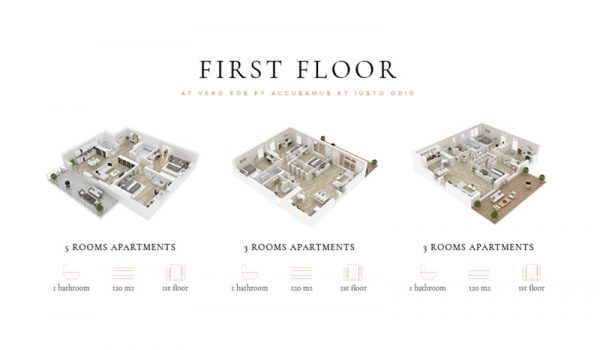 FIRST FLOOR
AT VERO EOS ET ACCUSAMUS ET IUSTO ODIO
5 ROOMS APARTMENTS
1 bathroom 120 m2 1st floor
3 ROOMS APARTMENTS
1 bathroom 120 m2 1st floor
3 ROOMS APARTMENTS
1 bathroom 120 m2 1st floor